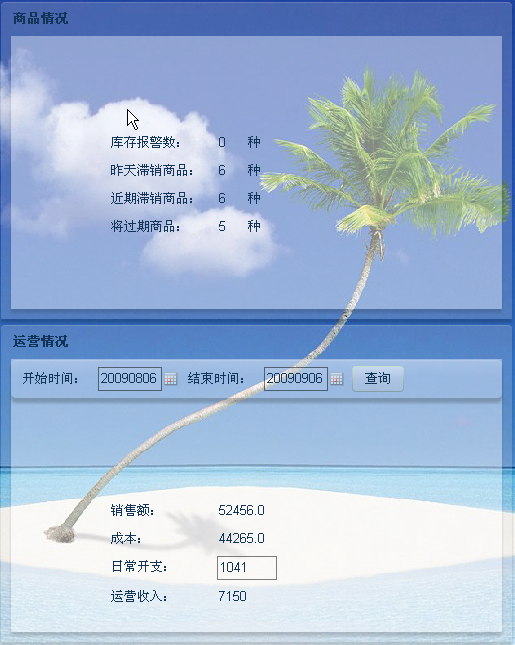 商品情况
库存报警数： 0 种
昨天滞销商品： 6 种
近期滞销商品： 6 种
将过期商品： 5 种
运营情况
开始时间： 20090806 结束时间： 20090906 查询
销售额： 52456.0
成本： 44265.0
日常开支： 1041
运营收入： 7150